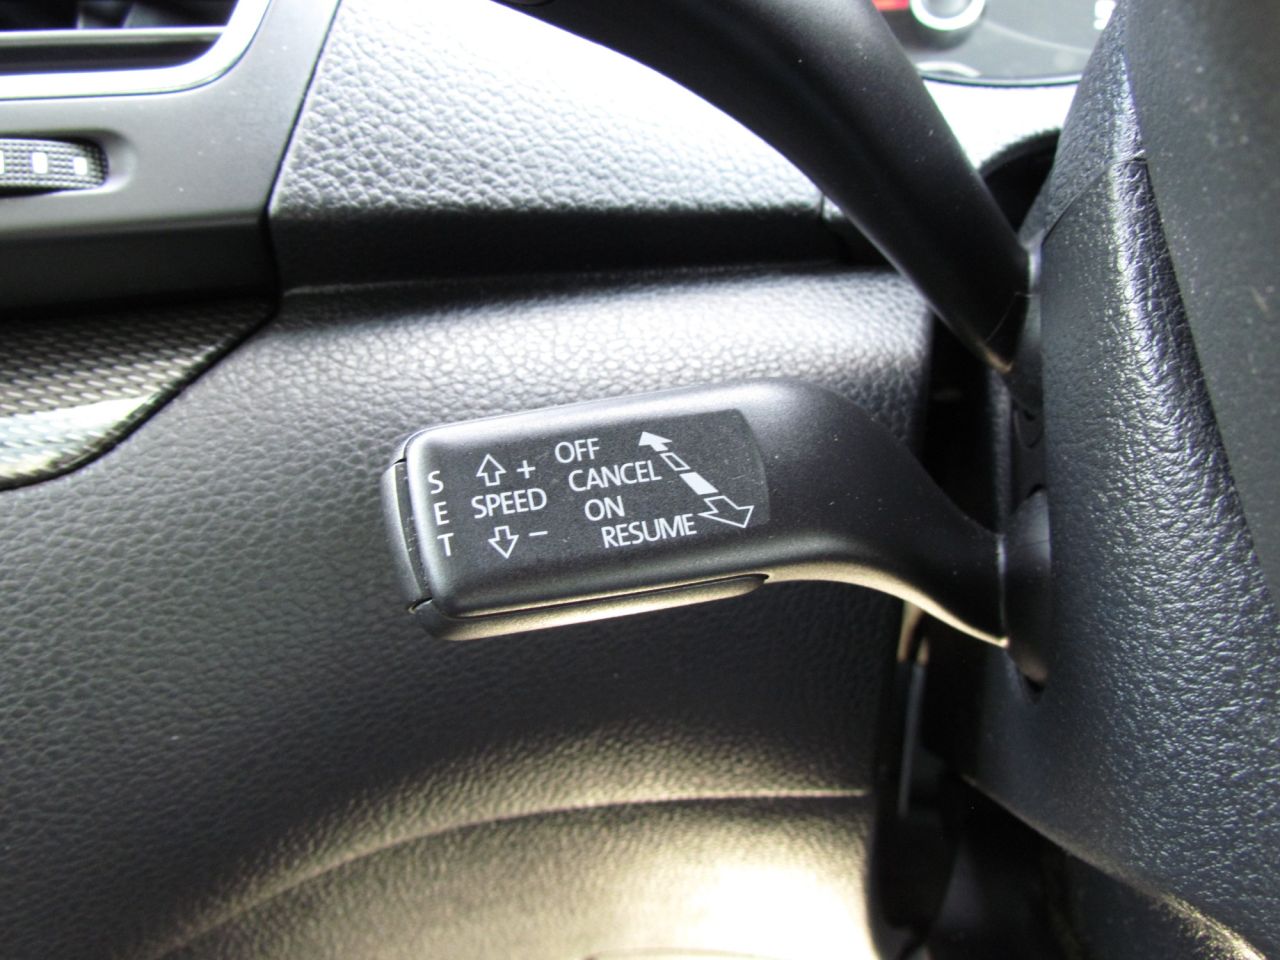 S
E
T
+
SPEED
-
OFF
CANCEL
ON
RESUME